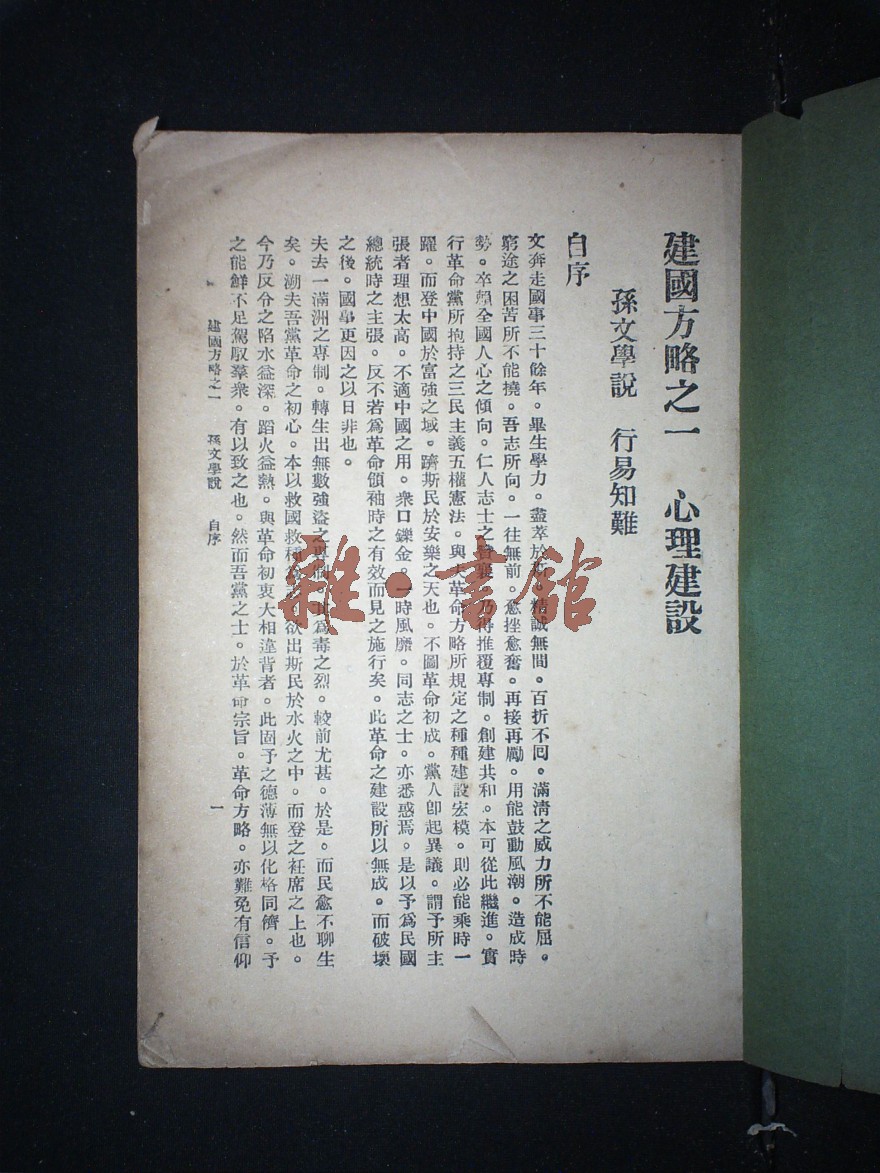 建國方略之一　心理建設
孫文學說　行易知難
自序
文奔走國事三十餘年。畢生學力。盡萃於斯。精誠無間。百折不回。滿清之威力所不能屈。
窮途之困苦所不能撓。吾志所向。一往無前。愈挫愈奮。再接再勵。用能鼓動風潮。造成時
勢。卒賴全國人心之傾向。仁人志士之贊襄。乃得推覆專制。創建共和。本可從此繼進。實
行革命黨所抱持之三民主義五權憲法。與夫革命方略所規定之種種建設宏模。則必能乘時一
躍。而登中國於富強之域。躋斯民於安樂之天也。不圖革命初成。黨人卽起異議。謂予所主
張者理想太高。不適中國之用。衆口鑠金。一時風靡。同志之士。亦悉惑焉。是以予爲民國
總統時之主張。反不若爲革命領袖時之有效而見之施行矣。此革命之建設所以無成。而破壞
之後。國事更因之以日非也。
夫去一滿洲之專制。轉生出無數強盜之專制。其爲毒之烈。較前尤甚。於是。而民愈不聊生
矣。溯夫吾黨革命之初心。本以救國救種爲志。欲出斯民於水火之中。而登之衽席之上也。
今乃反令之陷水益深。蹈火益熱。與革命初衷大相違背者。此固予之德薄無以化格同儕。予
之能鮮不足駕馭羣衆。有以致之也。然而吾黨之士。於革命宗旨。革命方略。亦難免有信仰
建國方略之一　孫文學說　自序
一
雜·書館